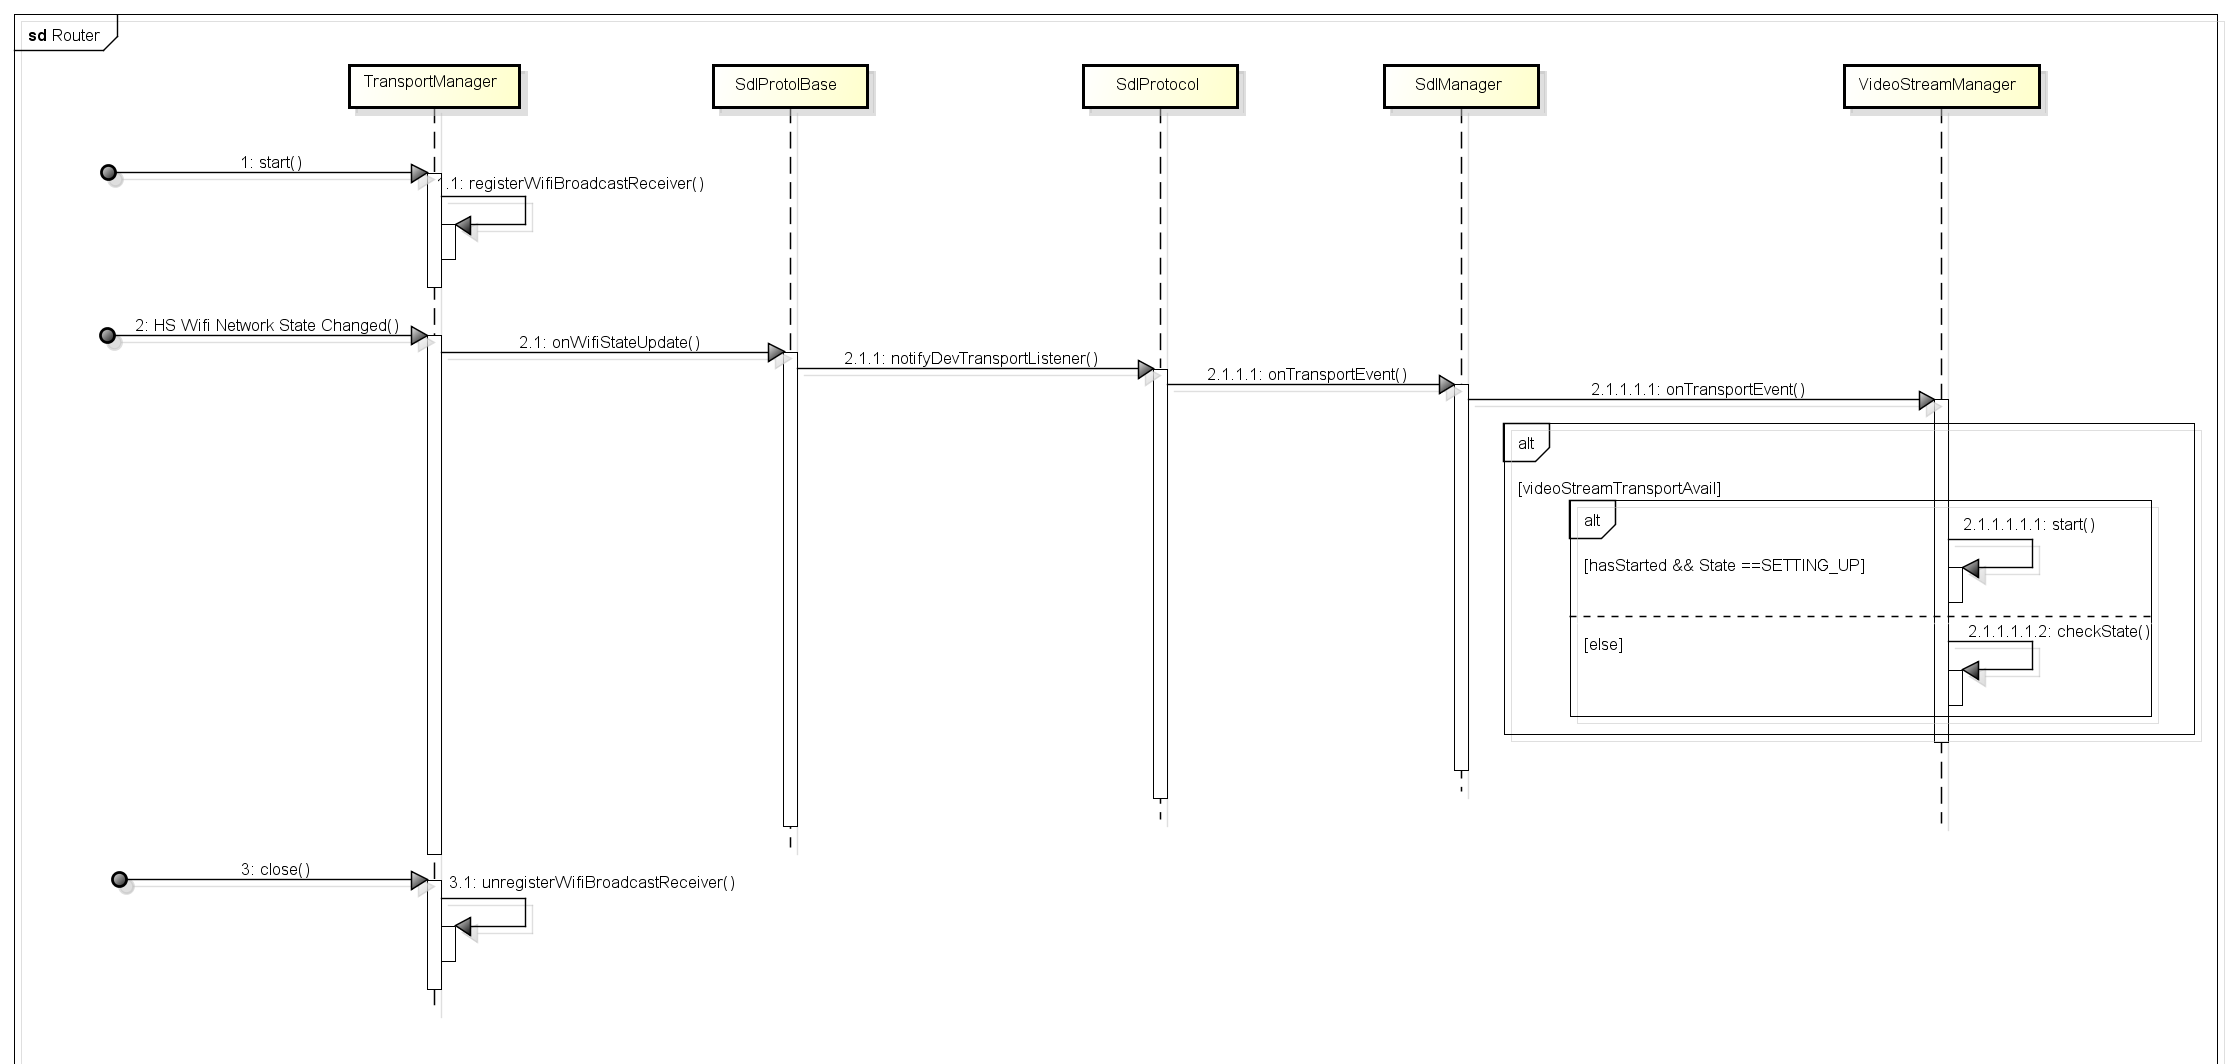 sd Router
TransportManager
SdlProtolBase
SdlProtocol
SdlManager
VideoStreamManager
1: start()
.1: registerWifiBroadcastReceiver()
2: HS Wifi Network State Changed()
2.1: onWifiStateUpdate()
2.1.1: notifyDevTransportListener()
2.1.1.1: onTransportEvent()
2.1.1.1.1: onTransportEvent()
alt
[videoStreamTransportAvail]
alt
2.1.1.1.1.1: start()
[hasStarted && State ==SETTING_UP]
2.1.1.1.1.2: checkState()
[else]
3: close()
3.1: unregisterWifiBroadcastReceiver()